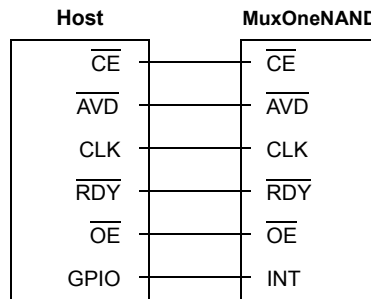 Host MuxOneNAND
CE CE
AVD AVD
CLK CLK
RDY RDY
OE OE
GPIO INT